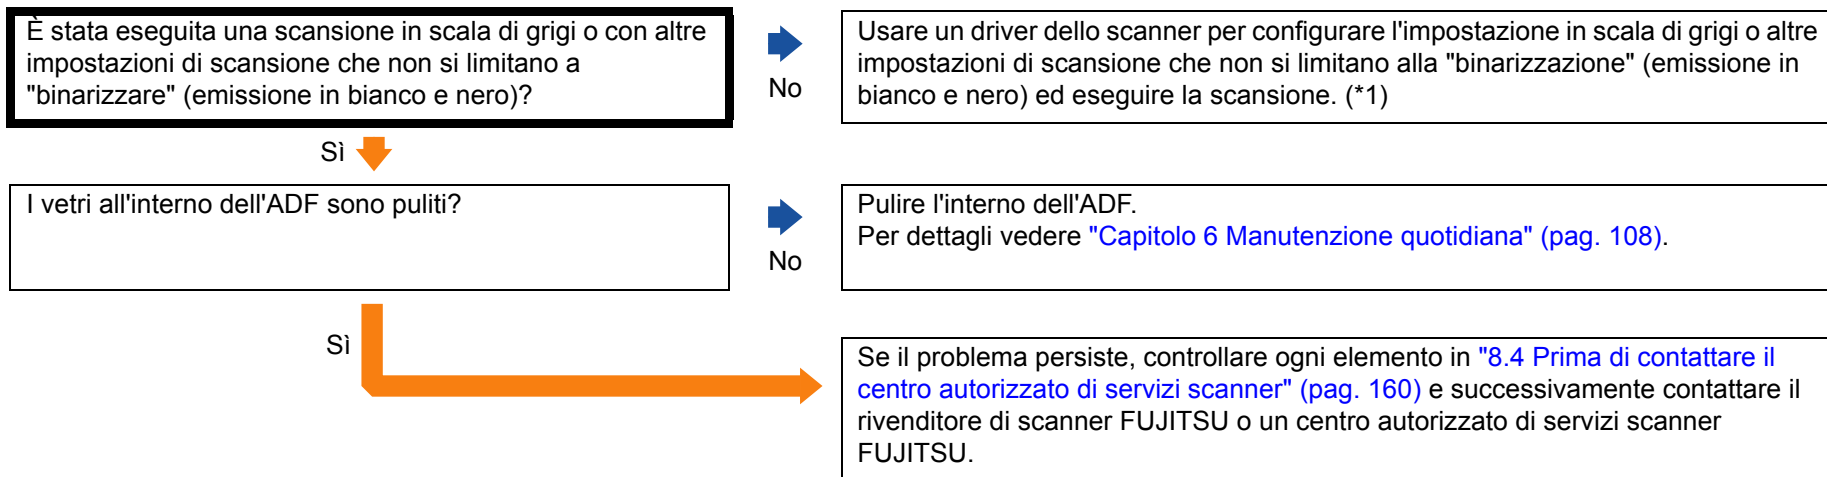 È stata eseguita una scansione in scala di grigi o con altre
impostazioni di scansione che non si limitano a
"binarizzare" (emissione in bianco e nero)?
No
Usare un driver dello scanner per configurare l'impostazione in scala di grigi o altre
impostazioni di scansione che non si limitano alla "binarizzazione" (emissione in
bianco e nero) ed eseguire la scansione. (*1)
Sì
I vetri all'interno dell'ADF sono puliti?
No
Pulire l'interno dell'ADF.
Per dettagli vedere "Capitolo 6 Manutenzione quotidiana" (pag. 108).
Sì
Se il problema persiste, controllare ogni elemento in "8.4 Prima di contattare il
centro autorizzato di servizi scanner" (pag. 160) e successivamente contattare il
rivenditore di scanner FUJITSU o un centro autorizzato di servizi scanner
FUJITSU.